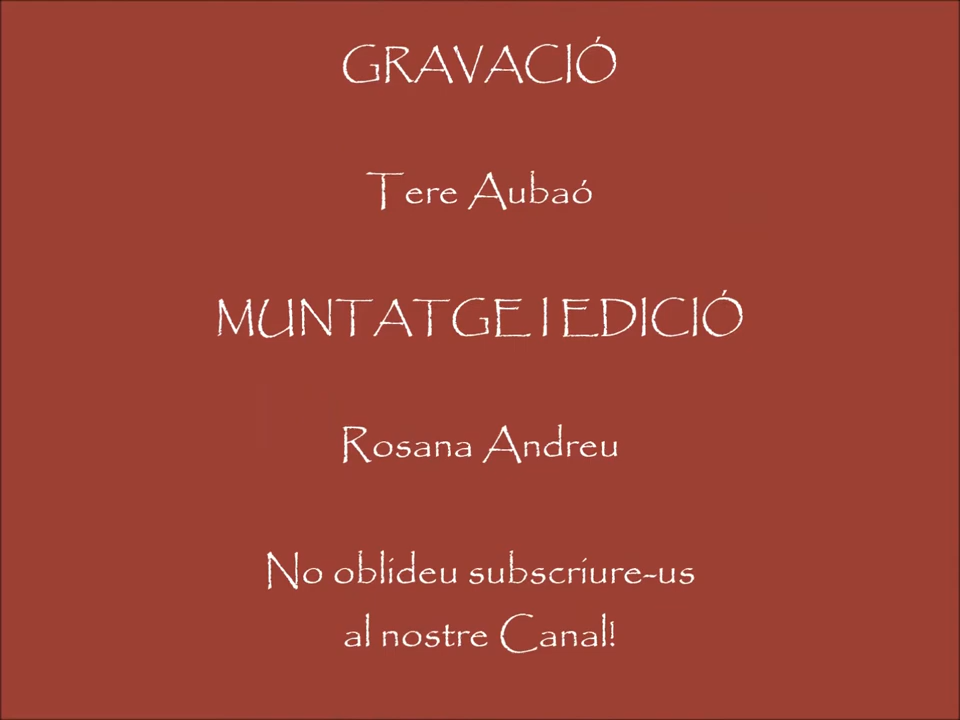 GRAVACIÓ
Tere Aubaó
MUNTATGE I EDICIÓ
Rosana Andreu
No oblideu subscriure-us
al nostre Canal!